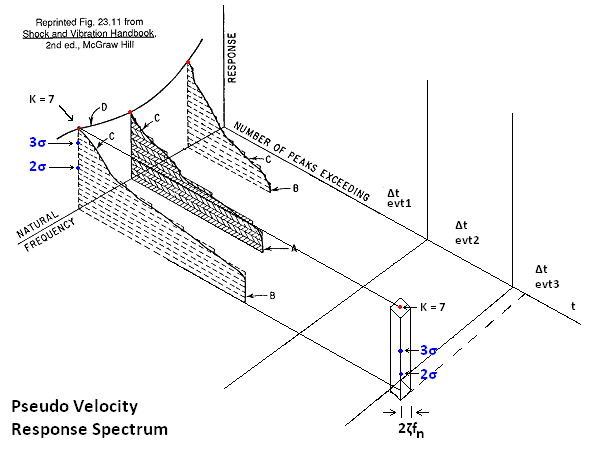 Reprinted Fig. 23.11 from
Shock and Vibration Handbook,
2nd ed., McGraw Hill
RESPONSE
K = 7
D
C
C
C
3σ
2σ
NUMBER OF PEAKS EXCEEDING
B
A
B
NATURAL
FREQUENCY
Δt
evt1
Δt
evt2
Δt
evt3
t
K = 7
3σ
2σ
2ζfn
Pseudo Velocity
Response Spectrum